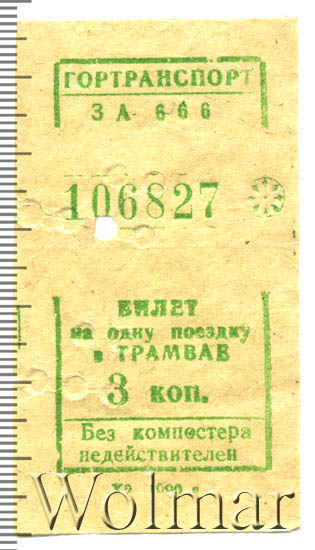 ГОРТРАНСПОРТ
ЗА 666
106827
БИЛЕТ
на одну поездку
в ТРАМВАЕ
3 коп.
Без компостера
недействителен
Wolmar